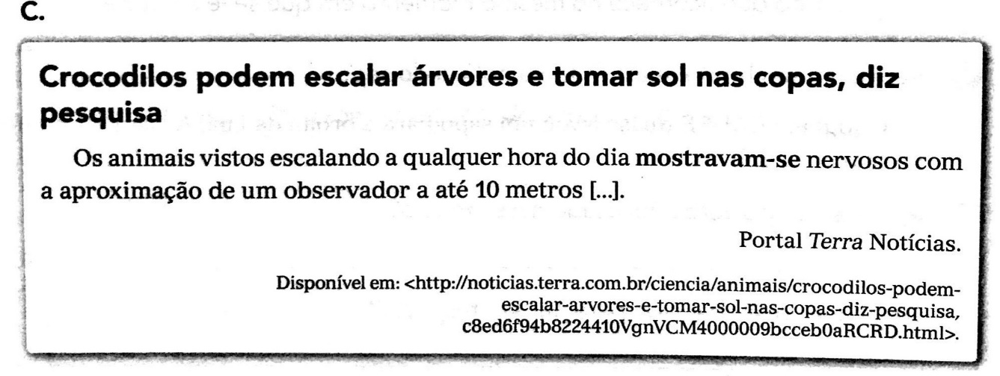 C.
Crocodilos podem escalar árvores e tomar sol nas copas, diz
pesquisa
Os animais vistos escalando a qualquer hora do dia mostravam-se nervosos com
a aproximação de um observador a até 10 metros [...].
Portal Terra Notícias.
Disponível em: <http://noticias.terra.com.br/ciencia/animais/crocodilos-podem-
escalar-arvores-e-tomar-sol-nas-copas-diz-pesquisa,
c8ed6f94b8224410VgnVCM4000009bcceb0aRCRD.html>.